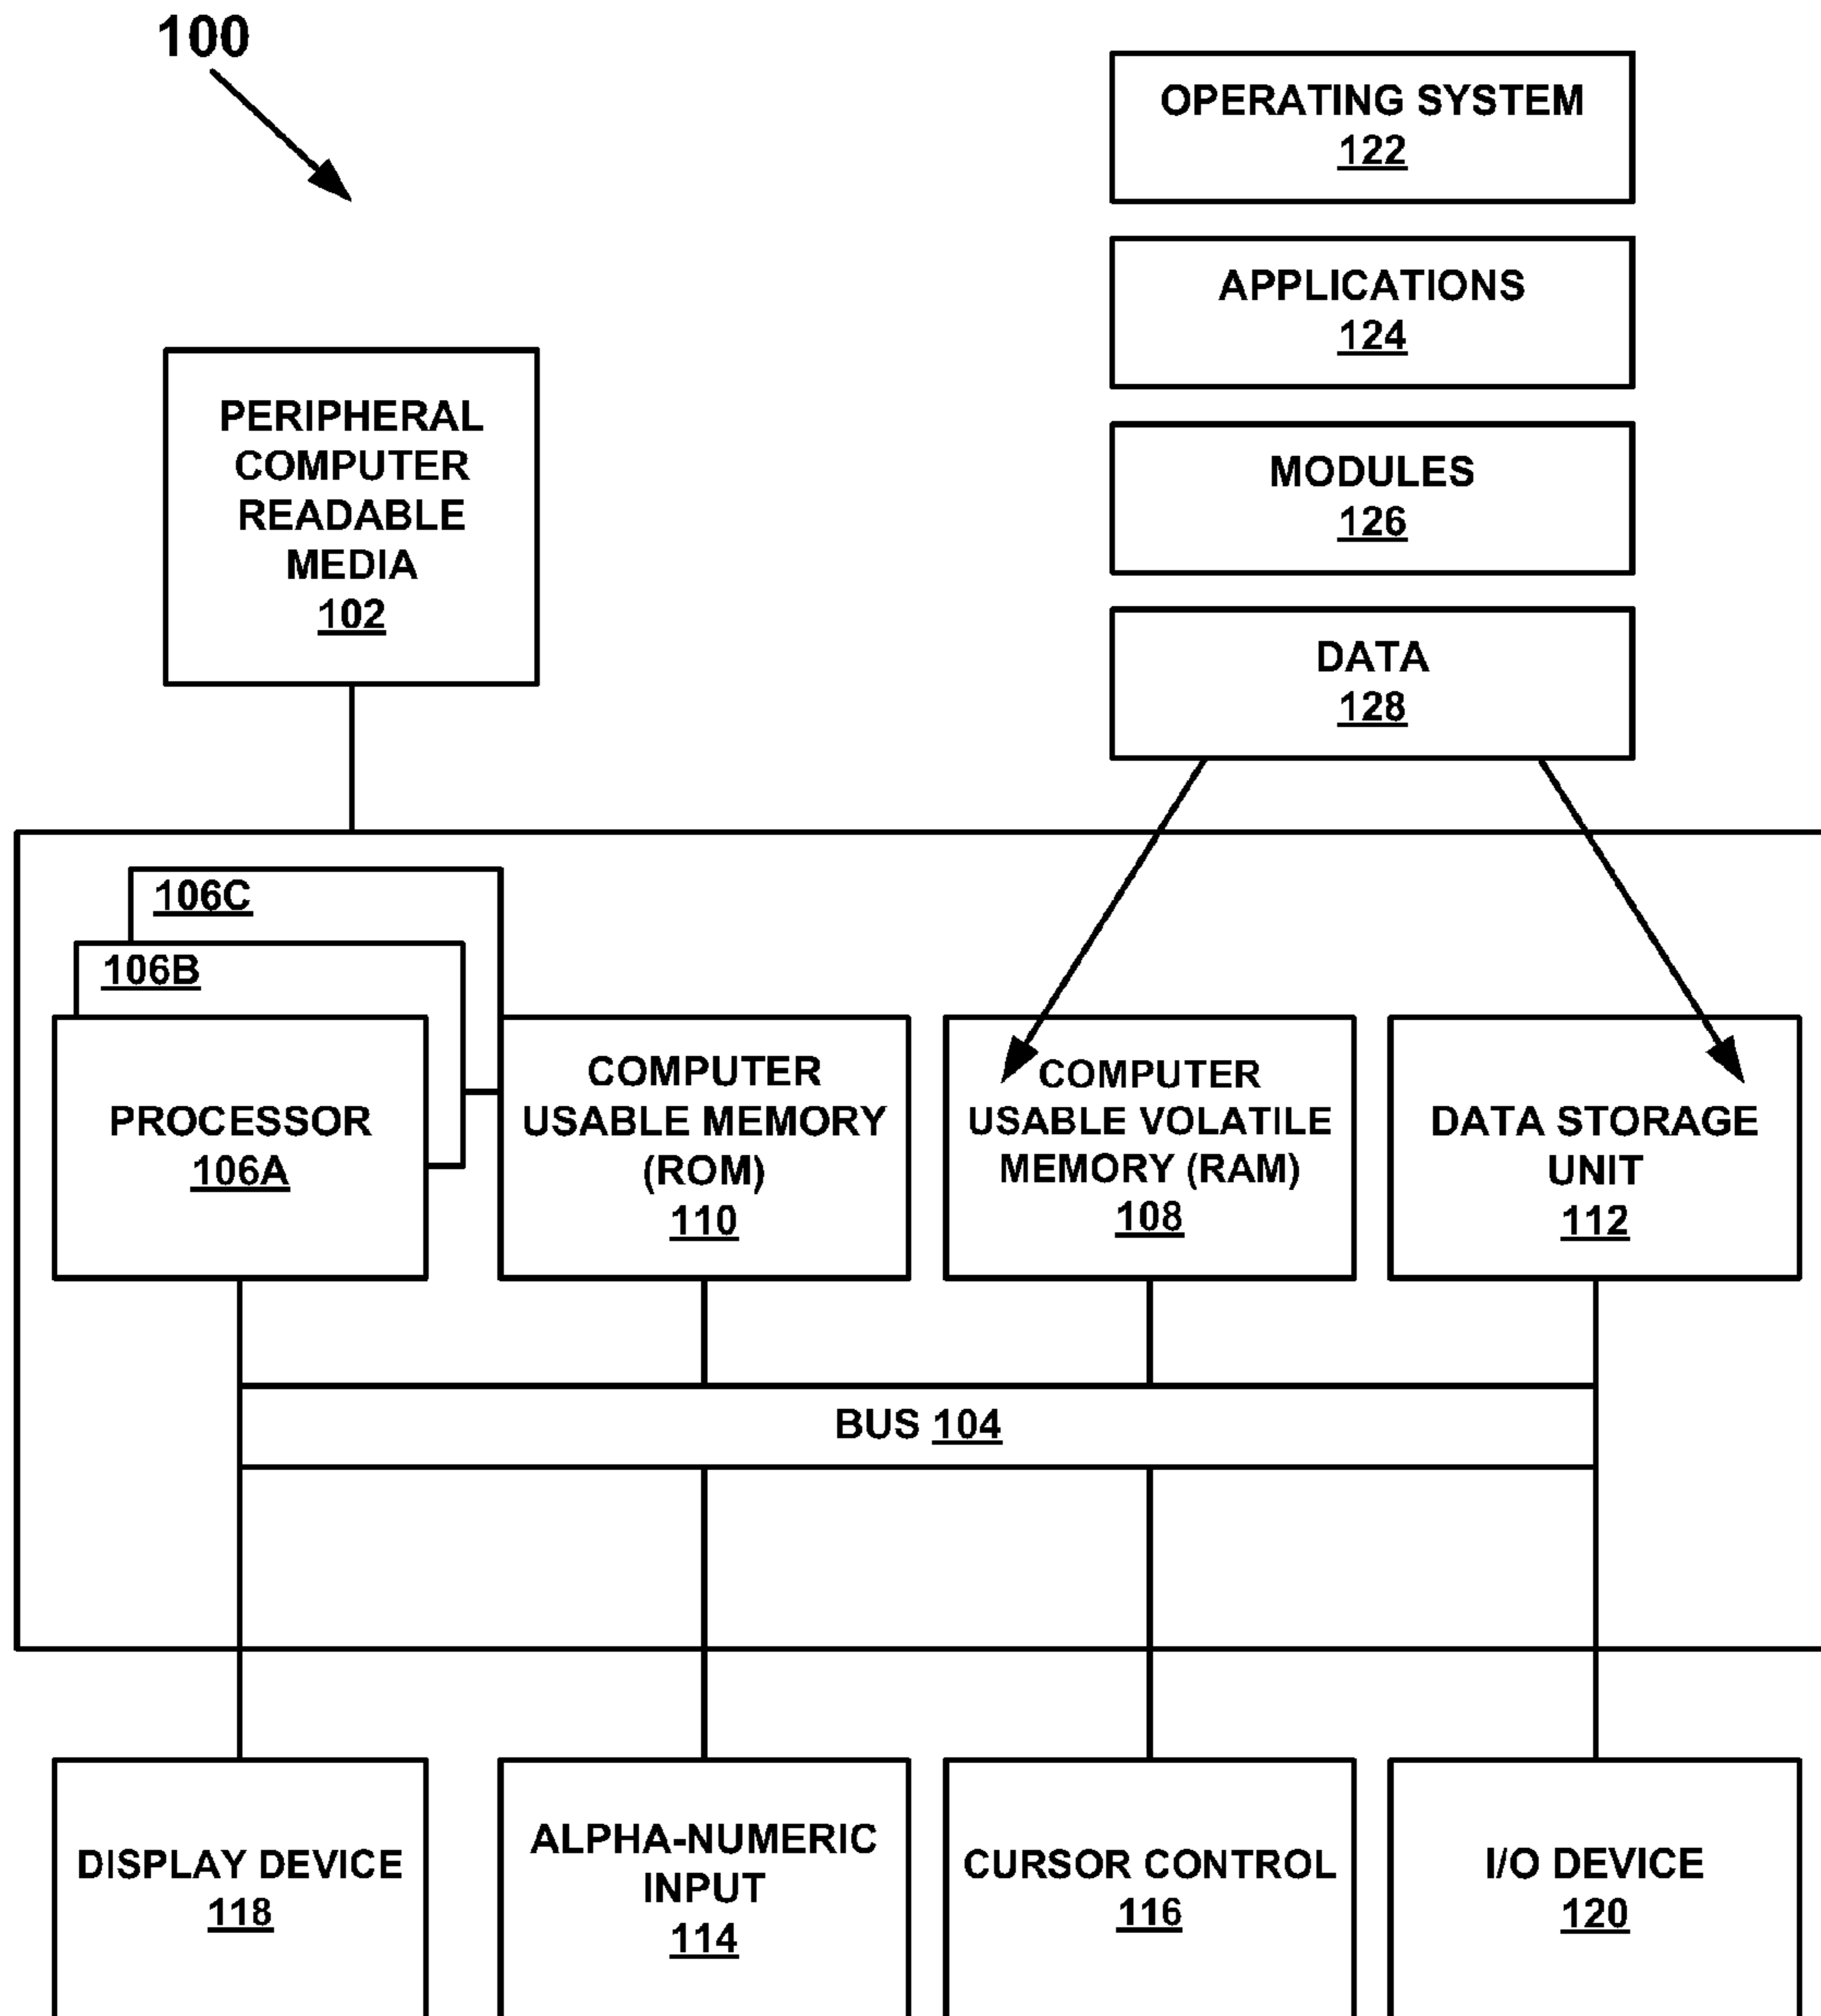 100
OPERATING SYSTEM
122
APPLICATIONS
124
MODULES
126
DATA
128
PERIPHERAL
COMPUTER
READABLE
MEDIA
102
106C
106B
PROCESSOR
106A
COMPUTER
USABLE MEMORY
(ROM)
110
COMPUTER
USABLE VOLATILE
MEMORY (RAM)
108
DATA STORAGE
UNIT
112
BUS 104
DISPLAY DEVICE
118
ALPHA-NUMERIC
INPUT
114
CURSOR CONTROL
116
I/O DEVICE
120